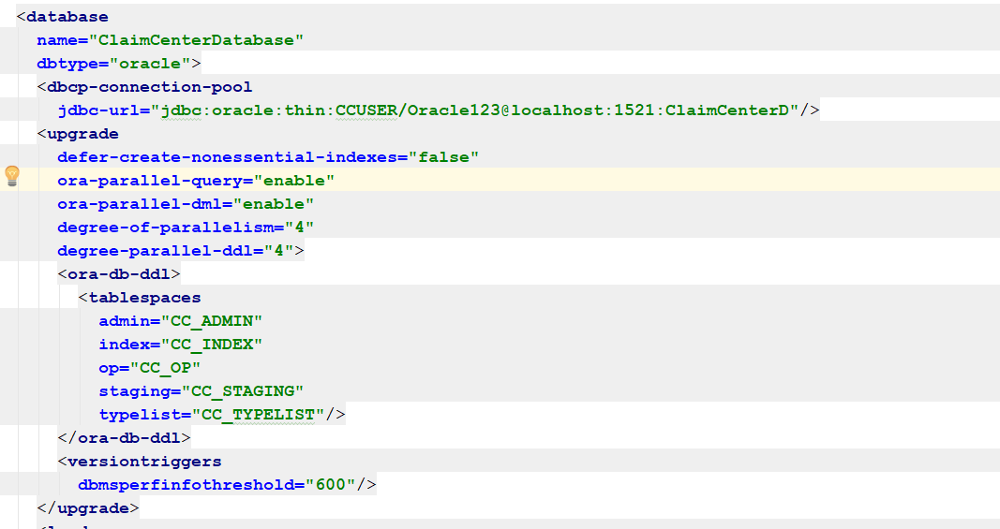 <database
name="ClaimCenterDatabase"
dbtype="oracle">
<dbcp-connection-pool
jdbc-url="jdbc:oracle:thin:CCUSER/Oracle123@localhost:1521:ClaimCenterD"/>
<upgrade
defer-create-nonessential-indexes="false"
ora-parallel-query="enable"
ora-parallel-dml="enable"
degree-of-parallelism="4"
degree-parallel-ddl="4">
<ora-db-ddl>
<tablespaces
admin="CC_ADMIN"
index="CC_INDEX"
op="CC_OP"
staging="CC_STAGING"
typelist="CC_TYPELIST"/>
</ora-db-ddl>
<versiontriggers
dbmsperfinfothreshold="600"/>
</upgrade>